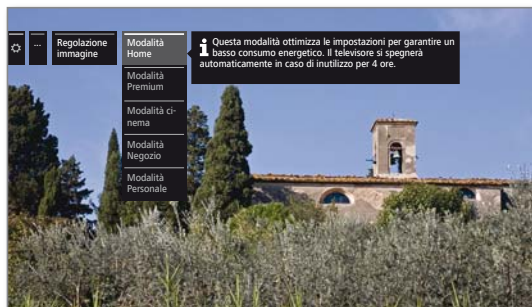 ...
Regolazione
immagine
Modalità
Home
Modalità
Premium
Modalità ci-
nema
Modalità
Negozio
Modalità
Personale
Questa modalità ottimizza le impostazioni per garantire un
basso consumo energetico. Il televisore si spegnerà
automaticamente in caso di inutilizzo per 4 ore.